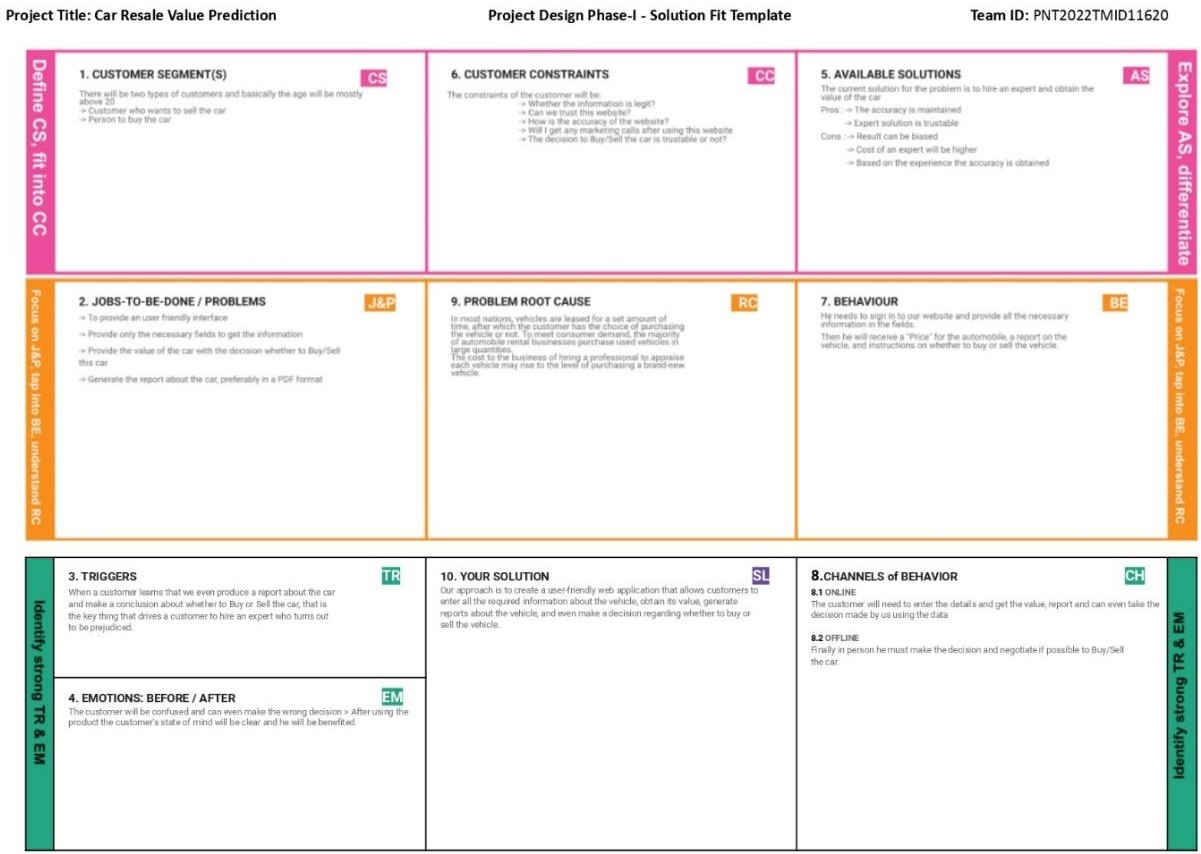 Project Title: Car Resale Value Prediction
Project Design Phase-I - Solution Fit Template
Team ID: PNT2022TMID11620
Define CS, fit into CC
1. CUSTOMER SEGMENT(S)
CS
There will be two types of customers and basically the age will be mostly
above 20
-> Customer who wants to sell the car
-> Person to buy the car
6. CUSTOMER CONSTRAINTS
CC
The constraints of the customer will be:
-> Whether the information is legit?
-> Can we trust this website?
-> How is the accuracy of the website?
-> Will I get any marketing calls after using this website
-> The decision to Buy/Sell the car is trustable or not?
5. AVAILABLE SOLUTIONS
AS
The current solution for the problem is to hire an expert and obtain the
value of the car
Pros : -> The accuracy is maintained
-> Expert solution is trustable
Cons : -> Result can be biased
-> Cost of an expert will be higher
-> Based on the experience the accuracy is obtained
Explore AS, differentiate
Focus on J&P, tap into BE, understand RC
2. JOBS-TO-BE-DONE / PROBLEMS
J&P
-> To provide an user friendly interface
-> Provide only the necessary fields to get the information
-> Provide the value of the car with the decision whether to Buy/Sell
this car
-> Generate the report about the car, preferably in a PDF format
9. PROBLEM ROOT CAUSE
RC
In most nations, vehicles are leased for a set amount of
time, after which the customer has the choice of purchasing
the vehicle or not. To meet consumer demand, the majority
of automobile rental businesses purchase used vehicles in
large quantities.
The cost to the business of hiring a professional to appraise
each vehicle may rise to the level of purchasing a brand-new
vehicle.
7. BEHAVIOUR
BE
He needs to sign in to our website and provide all the necessary
information in the fields.
Then he will receive a "Price" for the automobile, a report on the
vehicle, and instructions on whether to buy or sell the vehicle.
Focus on J&P, tap into BE, understand RC
Identify strong TR & EM
3. TRIGGERS
TR
When a customer learns that we even produce a report about the car
and make a conclusion about whether to Buy or Sell the car, that is
the key thing that drives a customer to hire an expert who turns out
to be prejudiced.
4. EMOTIONS: BEFORE / AFTER
EM
The customer will be confused and can even make the wrong decision > After using the
product the customer's state of mind will be clear and he will be benefited.
10. YOUR SOLUTION
SL
Our approach is to create a user-friendly web application that allows customers to
enter all the required information about the vehicle, obtain its value, generate
reports about the vehicle, and even make a decision regarding whether to buy or
sell the vehicle.
8.CHANNELS of BEHAVIOR
CH
8.1 ONLINE
The customer will need to enter the details and get the value, report and can even take the
decision made by us using the data
8.2 OFFLINE
Finally in person he must make the decision and negotiate if possible to Buy/Sell
the car.
Identify strong TR & EM